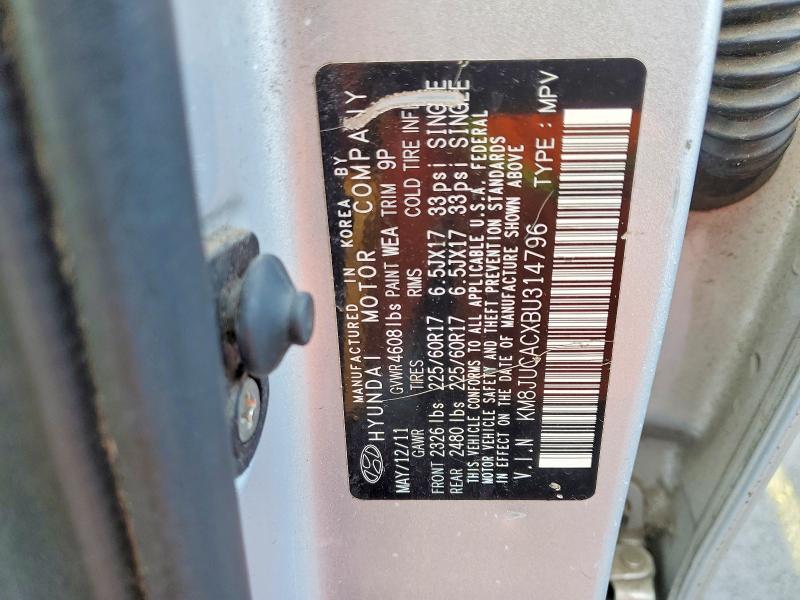 MANUFACTURED IN KOREA BY
HYUNDAI MOTOR COMPANY
MAY/12/11 GVWR 4608 lbs PAINT WEA TRIM 9P
GAWR TIRES RIMS COLD TIRE
FRONT 2326 lbs 225/60R17 6.5JX17 33psi SINGLE
REAR 2480 lbs 225/60R17 6.5JX17 33psi SINGLE
THIS VEHICLE CONFORMS TO ALL APPLICABLE U.S.A. FEDERAL
MOTOR VEHICLE SAFETY AND THEFT PREVENTION STANDARDS
IN EFFECT ON THE DATE OF MANUFACTURE SHOWN ABOVE
V.I.N KM8JUCACXBU314796 TYPE : MPV